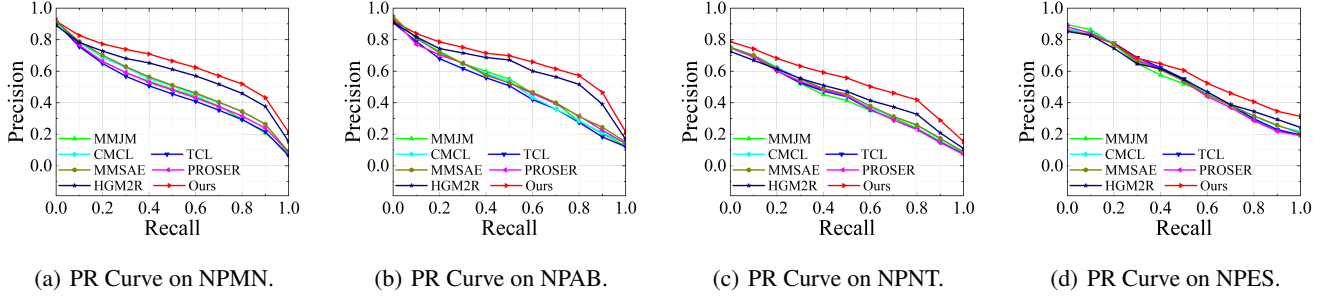 Precision
1.0
0.8
0.6
0.4
0.2
0.0
MMJM
CMCL
TCL
MMSAE
PROSER
HGM2R
Ours
0.0 0.2 0.4 0.6 0.8 1.0
Recall
(a) PR Curve on NPMN.
Precision
1.0
0.8
0.6
0.4
0.2
0.0
MMJM
CMCL
TCL
MMSAE
PROSER
HGM2R
Ours
0.0 0.2 0.4 0.6 0.8 1.0
Recall
(b) PR Curve on NPAB.
Precision
1.0
0.8
0.6
0.4
0.2
0.0
MMJM
CMCL
TCL
MMSAE
PROSER
HGM2R
Ours
0.0 0.2 0.4 0.6 0.8 1.0
Recall
(c) PR Curve on NPNT.
Precision
1.0
0.8
0.6
0.4
0.2
0.0
MMJM
CMCL
TCL
MMSAE
PROSER
HGM2R
Ours
0.0 0.2 0.4 0.6 0.8 1.0
Recall
(d) PR Curve on NPES.